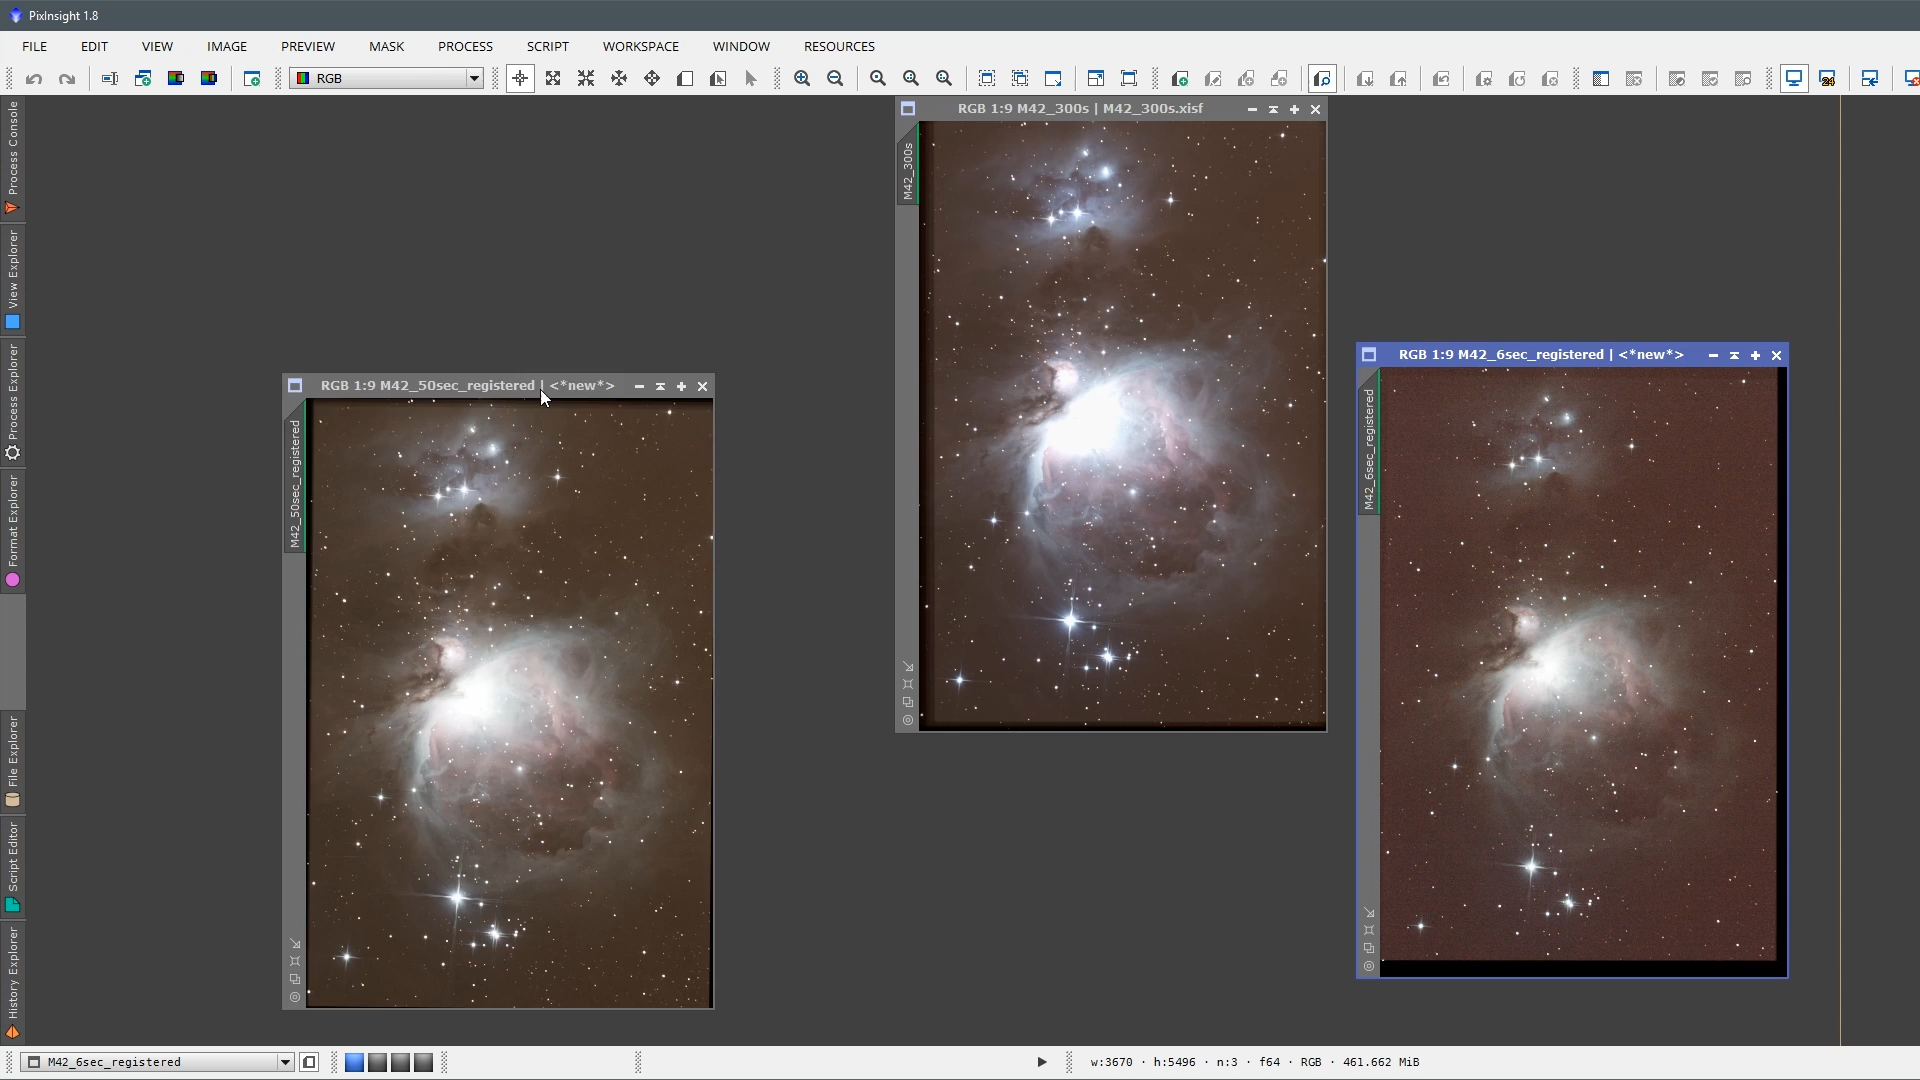 PixInsight 1.8
FILE EDIT VIEW IMAGE PREVIEW MASK PROCESS SCRIPT WORKSPACE WINDOW RESOURCES
RGB
24
Process Console
View Explorer
Process Explorer
Format Explorer
File Explorer
Script Editor
History Explorer
RGB 1:9 M42_300s | M42_300s.xisf
M42_300s
RGB 1:9 M42_6sec_registered | <*new*>
M42_6sec_registered
RGB 1:9 M42_50sec_registered | <*new*>
M42_50sec_registered
M42_6sec_registered
w:3670 · h:5496 · n:3 · f64 · RGB · 461.662 MiB